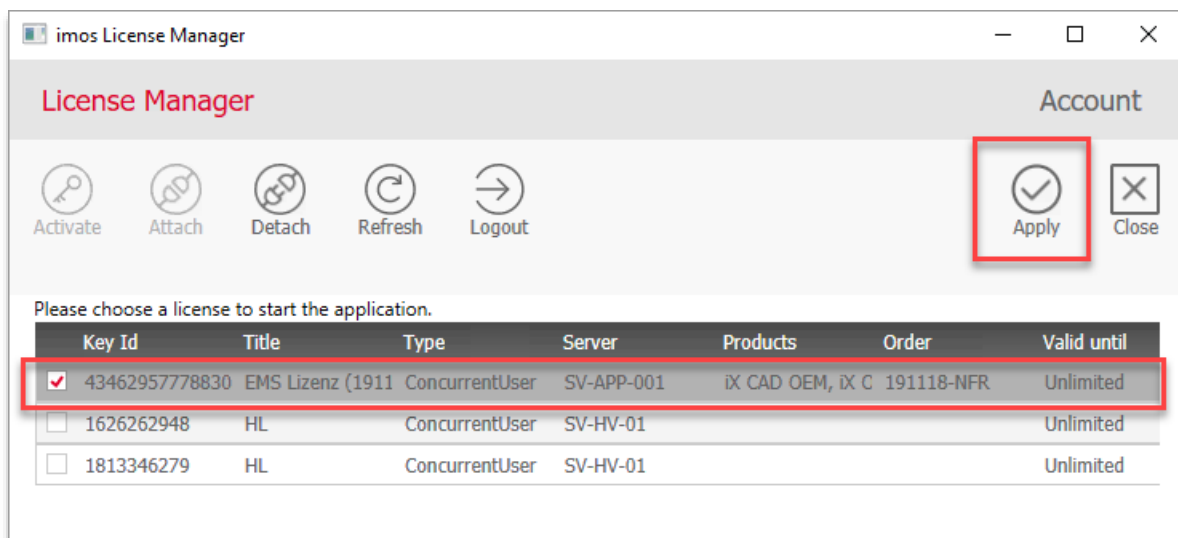 imos License Manager
License Manager Account
Activate Attach Detach Refresh Logout Apply Close
Please choose a license to start the application.
Key Id Title Type Server Products Order Valid until
43462957778830 EMS Lizenz (1911 ConcurrentUser SV-APP-001 iX CAD OEM, iX C 191118-NFR Unlimited
1626262948 HL ConcurrentUser SV-HV-01 Unlimited
1813346279 HL ConcurrentUser SV-HV-01 Unlimited